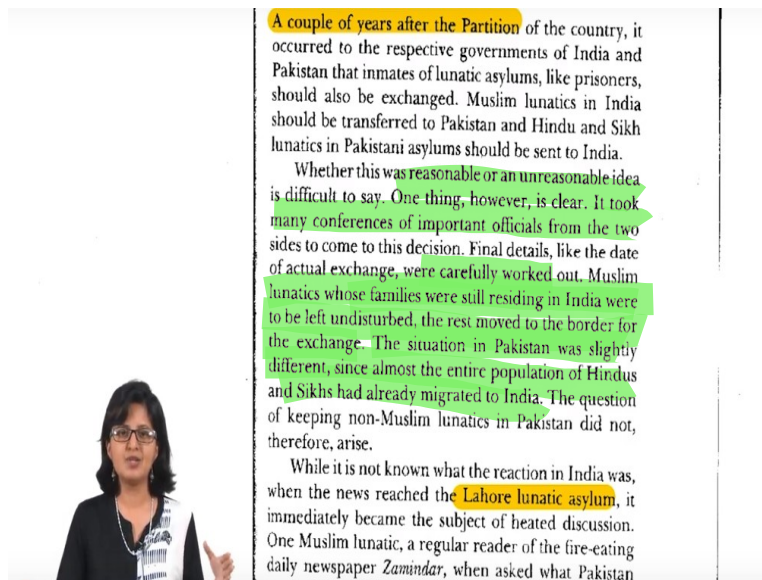 A couple of years after the Partition of the country, it
occurred to the respective governments of India and
Pakistan that inmates of lunatic asylums, like prisoners,
should also be exchanged. Muslim lunatics in India
should be transferred to Pakistan and Hindu and Sikh
lunatics in Pakistani asylums should be sent to India.
Whether this was reasonable or an unreasonable idea
is difficult to say. One thing, however, is clear. It took
many conferences of important officials from the two
sides to come to this decision. Final details, like the date
of actual exchange, were carefully worked out. Muslim
lunatics whose families were still residing in India were
to be left undisturbed, the rest moved to the border for
the exchange. The situation in Pakistan was slightly
different, since almost the entire population of Hindus
and Sikhs had already migrated to India. The question
of keeping non-Muslim lunatics in Pakistan did not,
therefore, arise.
While it is not known what the reaction in India was,
when the news reached the Lahore lunatic asylum, it
immediately became the subject of heated discussion.
One Muslim lunatic, a regular reader of the fire-eating
daily newspaper Zamindar, when asked what Pakistan